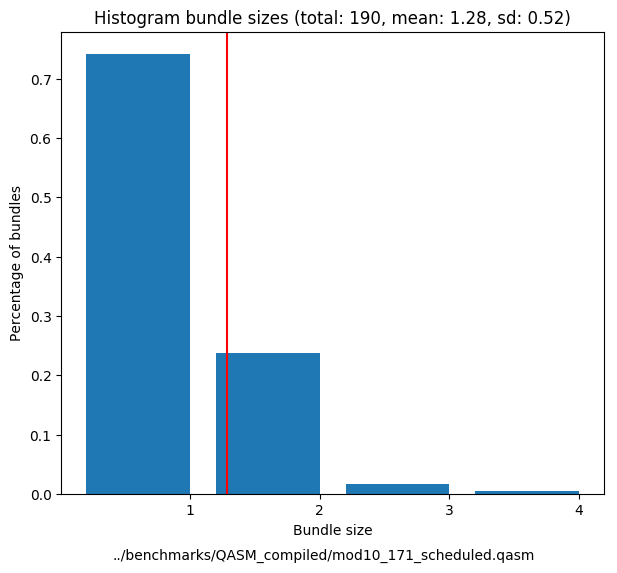 Histogram bundle sizes (total: 190, mean: 1.28, sd: 0.52)
Percentage of bundles
0.7
0.6
0.5
0.4
0.3
0.2
0.1
0.0
1 2 3 4
Bundle size
../benchmarks/QASM_compiled/mod10_171_scheduled.qasm